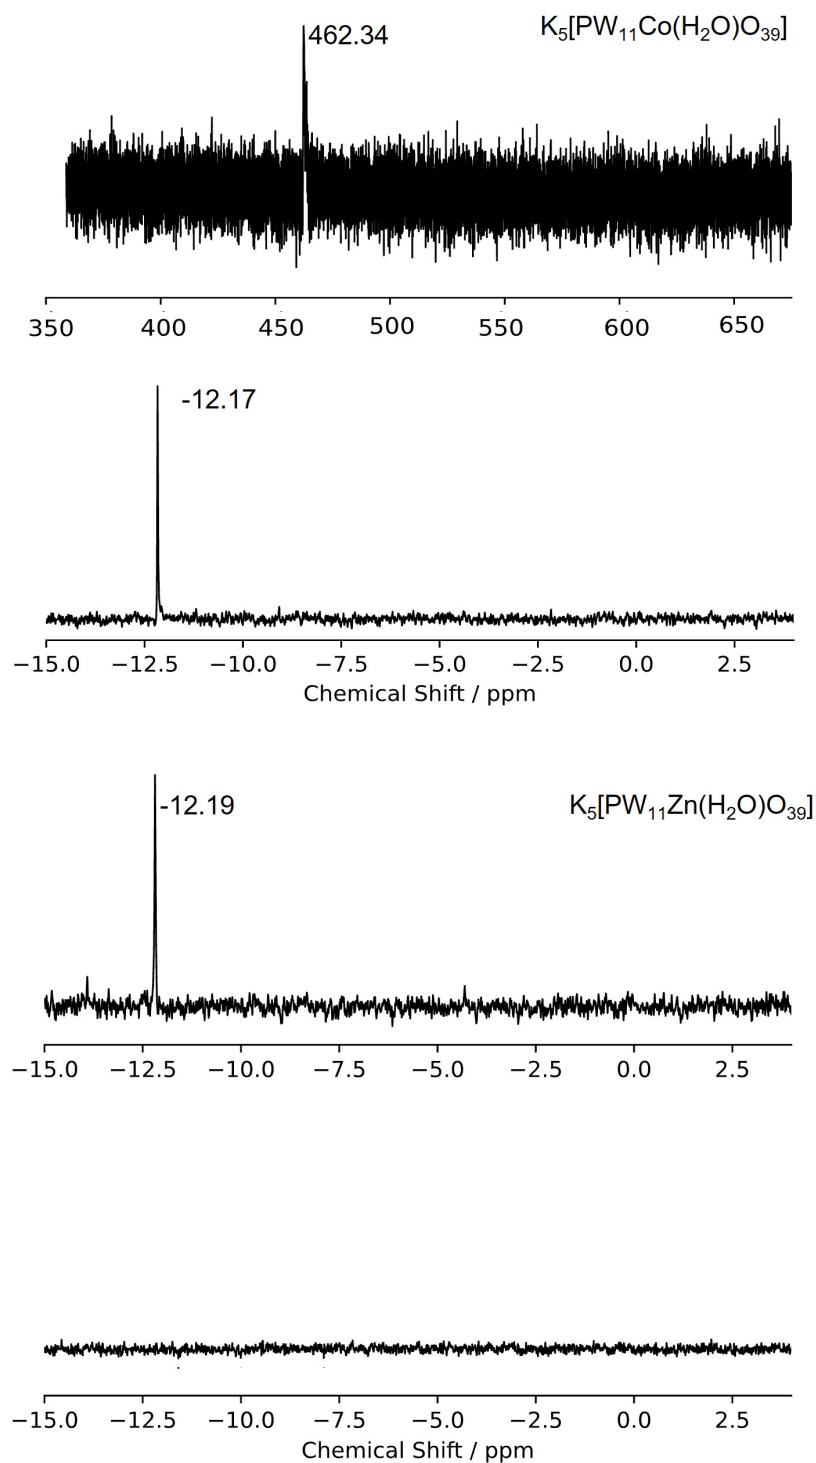 462.34 K₅[PW₁₁Co(H₂O)O₃₉]
350 400 450 500 550 600 650
-12.17
−15.0 −12.5 −10.0 −7.5 −5.0 −2.5 0.0 2.5
Chemical Shift / ppm
-12.19 K₅[PW₁₁Zn(H₂O)O₃₉]
−15.0 −12.5 −10.0 −7.5 −5.0 −2.5 0.0 2.5
−15.0 −12.5 −10.0 −7.5 −5.0 −2.5 0.0 2.5
Chemical Shift / ppm